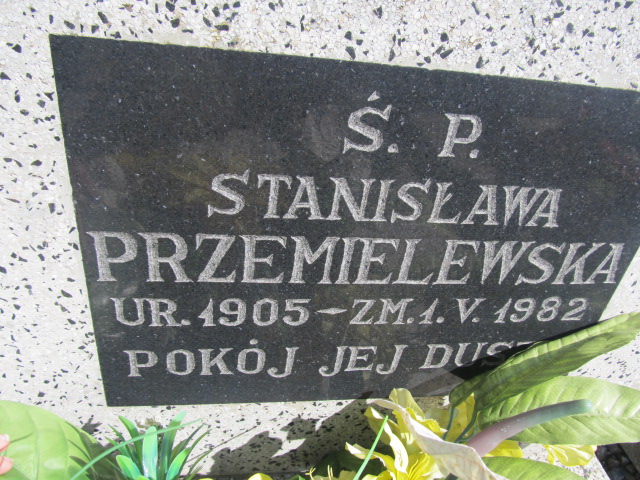 Ś. P.
STANISŁAWA
PRZEMIELEWSKA
UR. 1905 – ZM. 1. V. 1982
POKÓJ JEJ